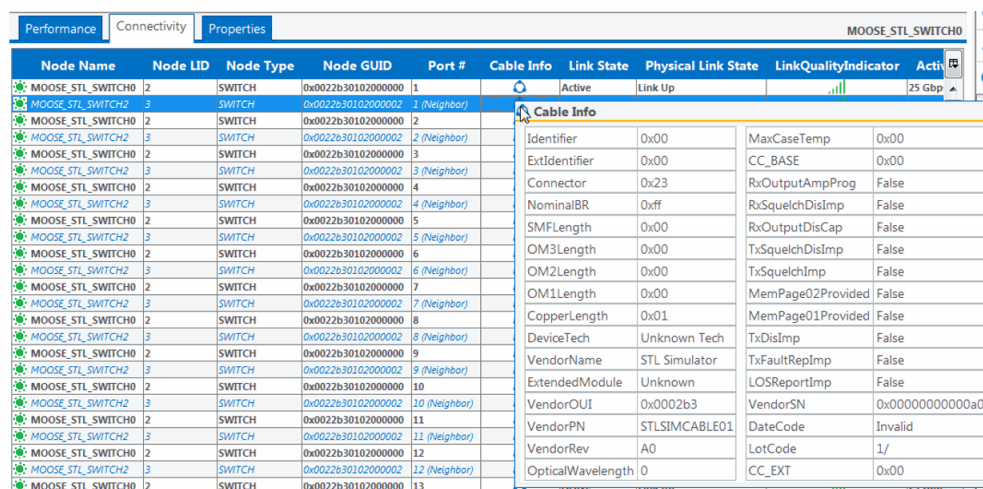 Performance Connectivity Properties MOOSE_STL_SWITCH0
Node Name Node LID Node Type Node GUID Port # Cable Info Link State Physical Link State LinkQualityIndicator Activ
MOOSE_STL_SWITCH0 2 SWITCH 0x0022b30102000000 1 Active Link Up 25 Gbp
MOOSE_STL_SWITCH2 3 SWITCH 0x0022b30102000002 1 (Neighbor)
Cable Info
MOOSE_STL_SWITCH0 2 SWITCH 0x0022b30102000000 2
MOOSE_STL_SWITCH2 3 SWITCH 0x0022b30102000002 2 (Neighbor)
MOOSE_STL_SWITCH0 2 SWITCH 0x0022b30102000000 3
MOOSE_STL_SWITCH2 3 SWITCH 0x0022b30102000002 3 (Neighbor)
MOOSE_STL_SWITCH0 2 SWITCH 0x0022b30102000000 4
MOOSE_STL_SWITCH2 3 SWITCH 0x0022b30102000002 4 (Neighbor)
MOOSE_STL_SWITCH0 2 SWITCH 0x0022b30102000000 5
MOOSE_STL_SWITCH2 3 SWITCH 0x0022b30102000002 5 (Neighbor)
MOOSE_STL_SWITCH0 2 SWITCH 0x0022b30102000000 6
MOOSE_STL_SWITCH2 3 SWITCH 0x0022b30102000002 6 (Neighbor)
MOOSE_STL_SWITCH0 2 SWITCH 0x0022b30102000000 7
MOOSE_STL_SWITCH2 3 SWITCH 0x0022b30102000002 7 (Neighbor)
MOOSE_STL_SWITCH0 2 SWITCH 0x0022b30102000000 8
MOOSE_STL_SWITCH2 3 SWITCH 0x0022b30102000002 8 (Neighbor)
MOOSE_STL_SWITCH0 2 SWITCH 0x0022b30102000000 9
MOOSE_STL_SWITCH2 3 SWITCH 0x0022b30102000002 9 (Neighbor)
MOOSE_STL_SWITCH0 2 SWITCH 0x0022b30102000000 10
MOOSE_STL_SWITCH2 3 SWITCH 0x0022b30102000002 10 (Neighbor)
MOOSE_STL_SWITCH0 2 SWITCH 0x0022b30102000000 11
MOOSE_STL_SWITCH2 3 SWITCH 0x0022b30102000002 11 (Neighbor)
MOOSE_STL_SWITCH0 2 SWITCH 0x0022b30102000000 12
MOOSE_STL_SWITCH2 3 SWITCH 0x0022b30102000002 12 (Neighbor)
MOOSE_STL_SWITCH0 2 SWITCH 0x0022b30102000000 13
Identifier 0x00 MaxCaseTemp 0x00
ExtIdentifier 0x00 CC_BASE 0x00
Connector 0x23 RxOutputAmpProg False
NominalBR 0xff RxSquelchDisImp False
SMFLength 0x00 RxOutputDisCap False
OM3Length 0x00 TxSquelchDisImp False
OM2Length 0x00 TxSquelchImp False
OM1Length 0x00 MemPage02Provided False
CopperLength 0x01 MemPage01Provided False
DeviceTech Unknown Tech TxDisImp False
VendorName STL Simulator TxFaultRepImp False
ExtendedModule Unknown LOSReportImp False
VendorOUI 0x0002b3 VendorSN 0x00000000000a0
VendorPN STLSIMCABLE01 DateCode Invalid
VendorRev A0 LotCode 1/
OpticalWavelength 0 CC_EXT 0x00